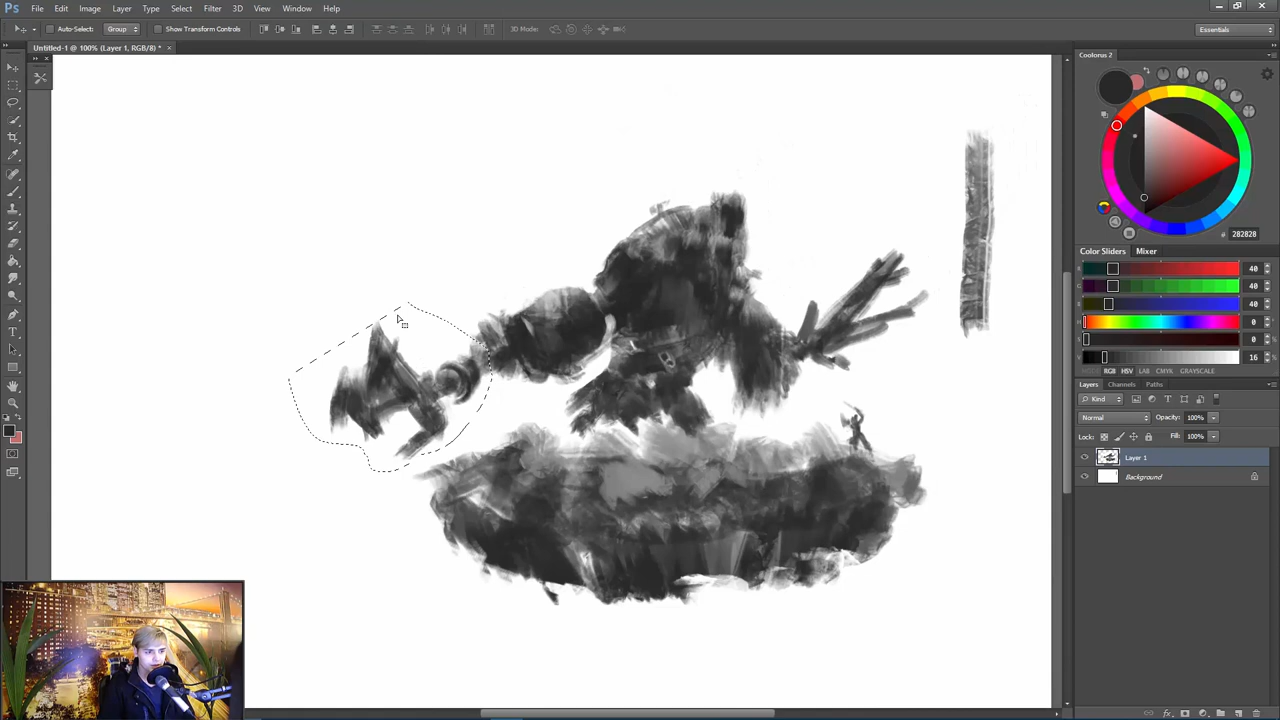 Ps File Edit Image Layer Type Select Filter 3D View Window Help
Auto-Select: Group Show Transform Controls 3D Mode: Essentials
Untitled-1 @ 100% (Layer 1, RGB/8) * ×
Coolorus 2
# 282828
Color Sliders Mixer
R 40
G 40
B 40
H 0
S 0
V 16
MODE RGB HSV LAB CMYK GRAYSCALE
Layers Channels Paths
Kind
Normal Opacity: 100%
Lock: Fill: 100%
Layer 1
Background